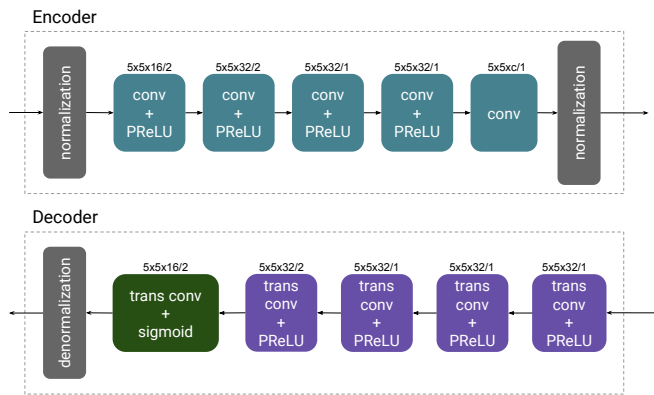 Encoder
normalization
5x5x16/2
conv
+
PReLU
5x5x32/2
conv
+
PReLU
5x5x32/1
conv
+
PReLU
5x5x32/1
conv
+
PReLU
5x5xc/1
conv
normalization
Decoder
denormalization
5x5x16/2
trans conv
+
sigmoid
5x5x32/2
trans
conv
+
PReLU
5x5x32/1
trans
conv
+
PReLU
5x5x32/1
trans
conv
+
PReLU
5x5x32/1
trans
conv
+
PReLU